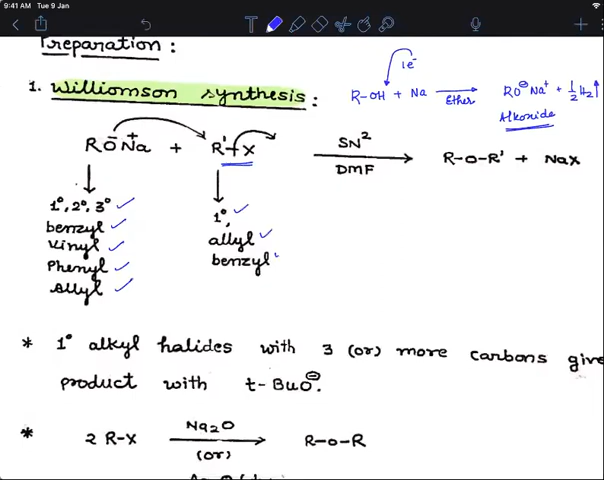 9:41 AM Tue 9 Jan
Preparation :
1. Williamson synthesis :
R-OH + Na → Ether RO⊖Na+ + 1/2 H2↑
1e-
Alkoxide
RO⁻Na⁺ + R'-X SN² DMF → R-O-R' + NaX
1°, 2°, 3° ✓
benzyl ✓
Vinyl ✓
Phenyl ✓
Allyl ✓
1°, ✓
allyl ✓
benzyl
* 1° alkyl halides with 3 (or) more carbons give
product with t-BuO⊖.
* 2 R-X Na2O (or) → R-O-R